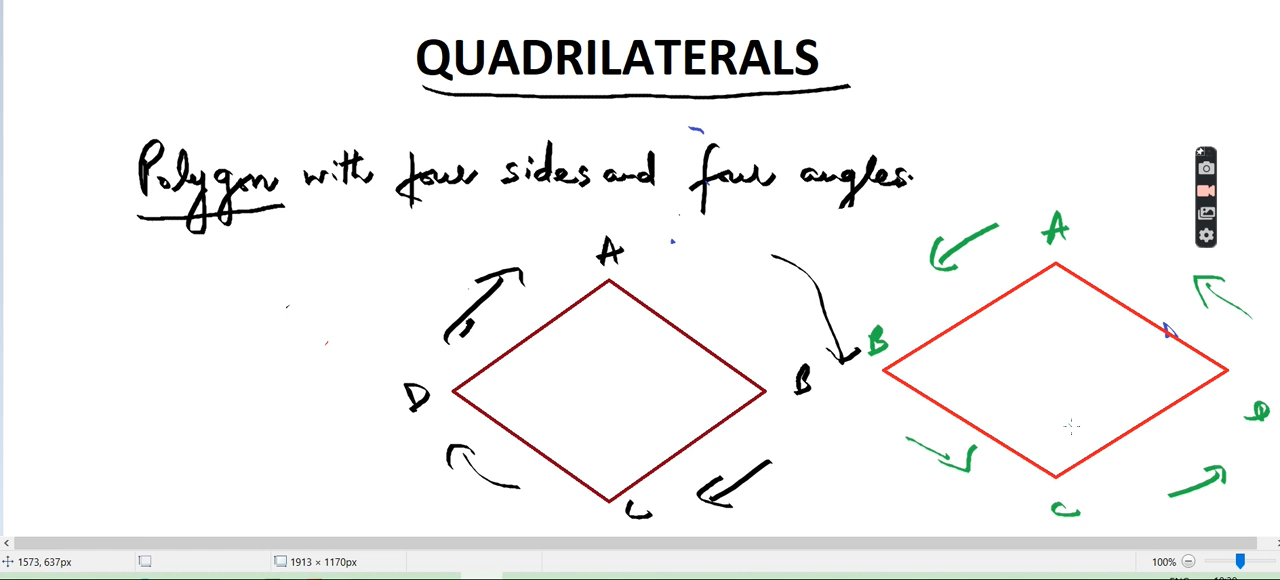 QUADRILATERALS
Polygon with four sides and four angles.
A
D
B
C
A
B
D
C
1573, 637px
1913 × 1170px
100%